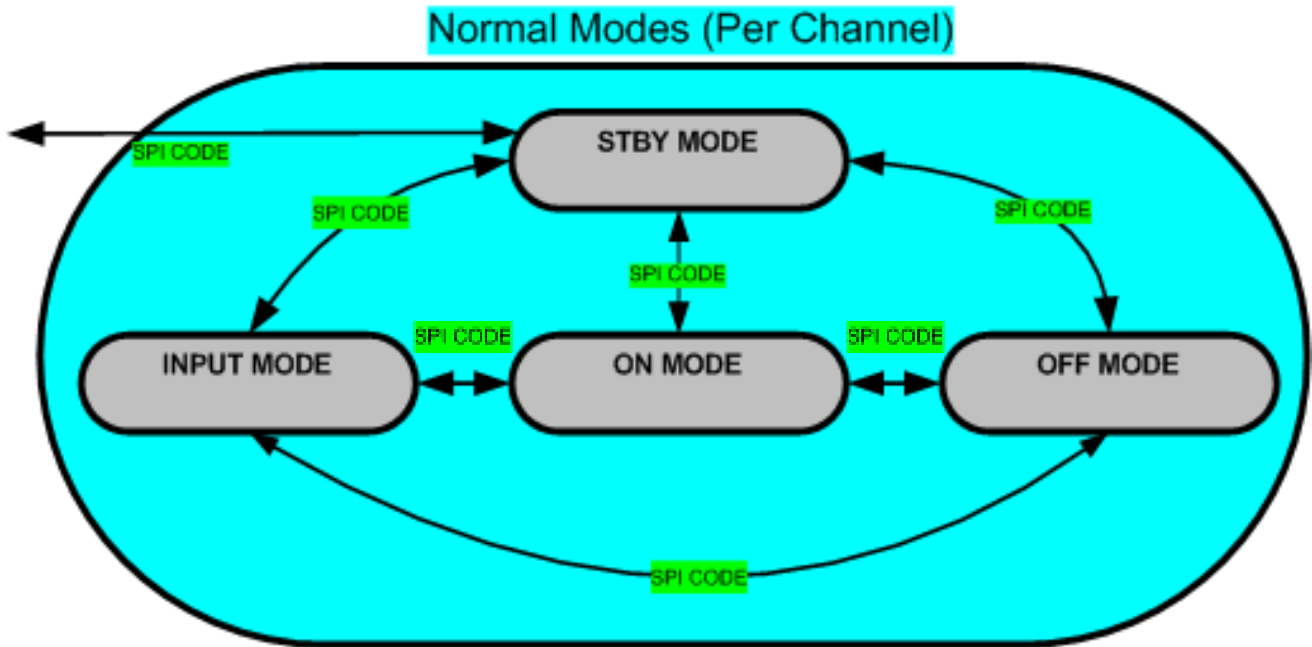 Normal Modes (Per Channel)
STBY MODE
SPI CODE
SPI CODE
SPI CODE
SPI CODE
SPI CODE
SPI CODE
INPUT MODE
ON MODE
OFF MODE
SPI CODE